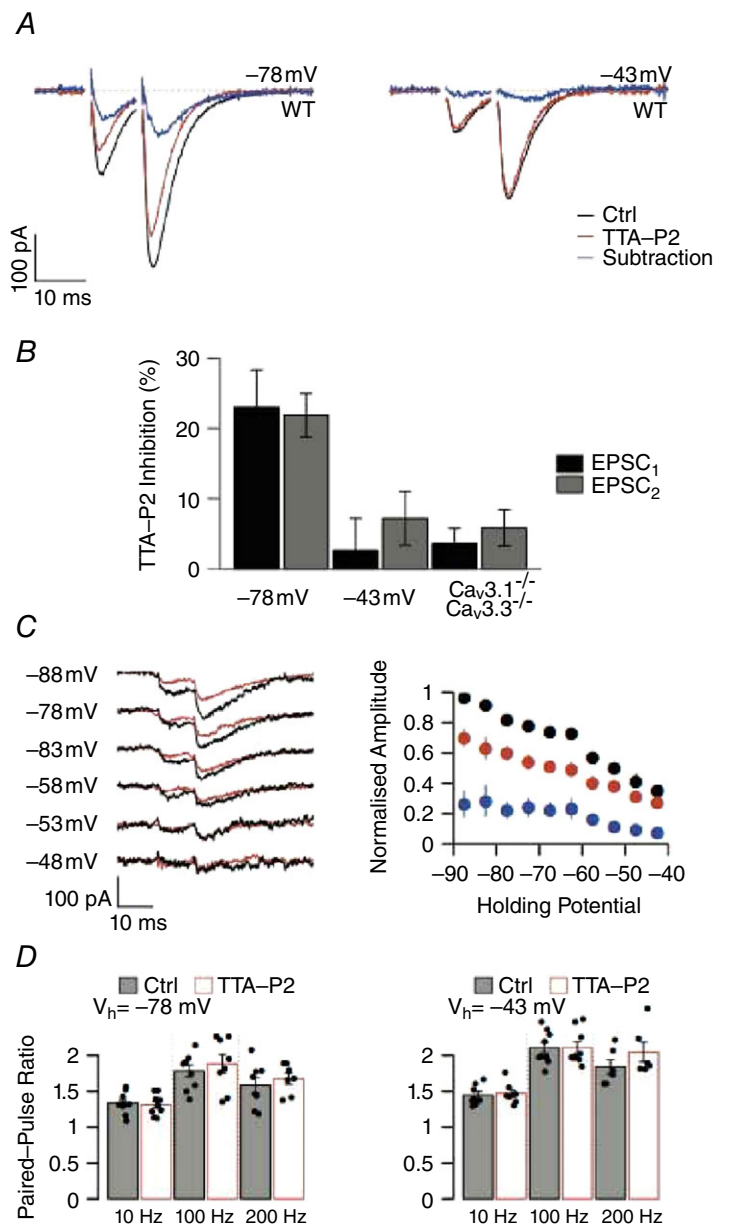 A
–78 mV
WT
–43 mV
WT
100 pA
10 ms
Ctrl
TTA–P2
Subtraction
B
TTA–P2 Inhibition (%)
30
20
10
0
–78 mV
–43 mV
Cav3.1-/-
Cav3.3-/-
EPSC1
EPSC2
C
–88 mV
–78 mV
–83 mV
–58 mV
–53 mV
–48 mV
100 pA
10 ms
Normalised Amplitude
1
0.8
0.6
0.4
0.2
0
–90 –80 –70 –60 –50 –40
Holding Potential
D
Ctrl TTA–P2
Vh= –78 mV
Paired–Pulse Ratio
2
1.5
1
0.5
0
10 Hz 100 Hz 200 Hz
Ctrl TTA–P2
Vh= –43 mV
2
1.5
1
0.5
0
10 Hz 100 Hz 200 Hz